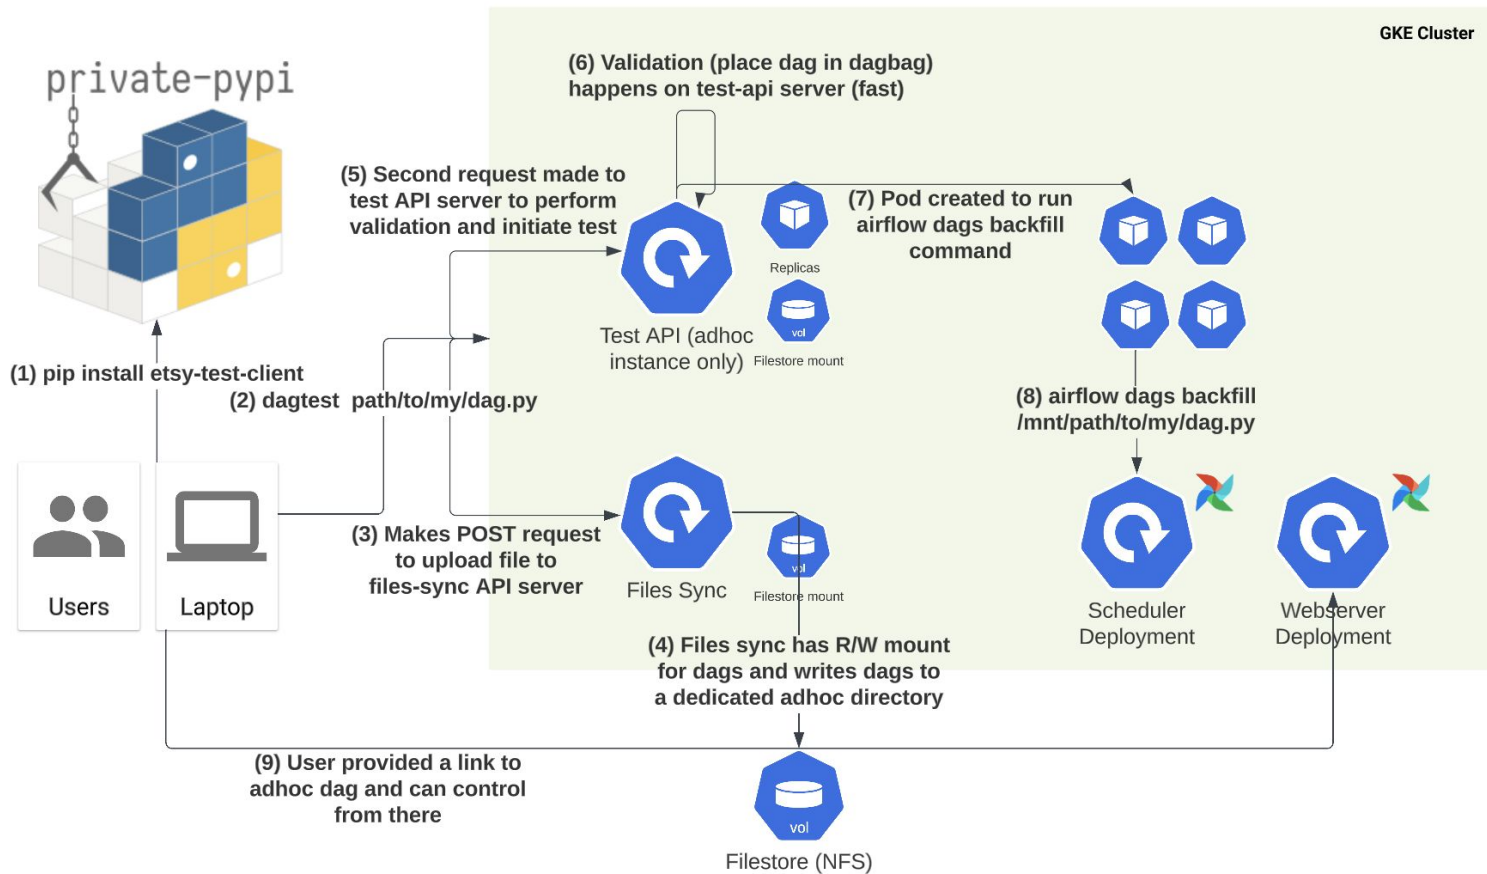 GKE Cluster
private-pypi
(6) Validation (place dag in dagbag)
happens on test-api server (fast)
(5) Second request made to
test API server to perform
validation and initiate test
(7) Pod created to run
airflow dags backfill
command
Replicas
vol
Filestore mount
Test API (adhoc
instance only)
(1) pip install etsy-test-client
(2) dagtest  path/to/my/dag.py
(8) airflow dags backfill
/mnt/path/to/my/dag.py
Users
Laptop
(3) Makes POST request
to upload file to
files-sync API server
Files Sync
vol
Filestore mount
Scheduler
Deployment
Webserver
Deployment
(4) Files sync has R/W mount
for dags and writes dags to
a dedicated adhoc directory
(9) User provided a link to
adhoc dag and can control
from there
vol
Filestore (NFS)